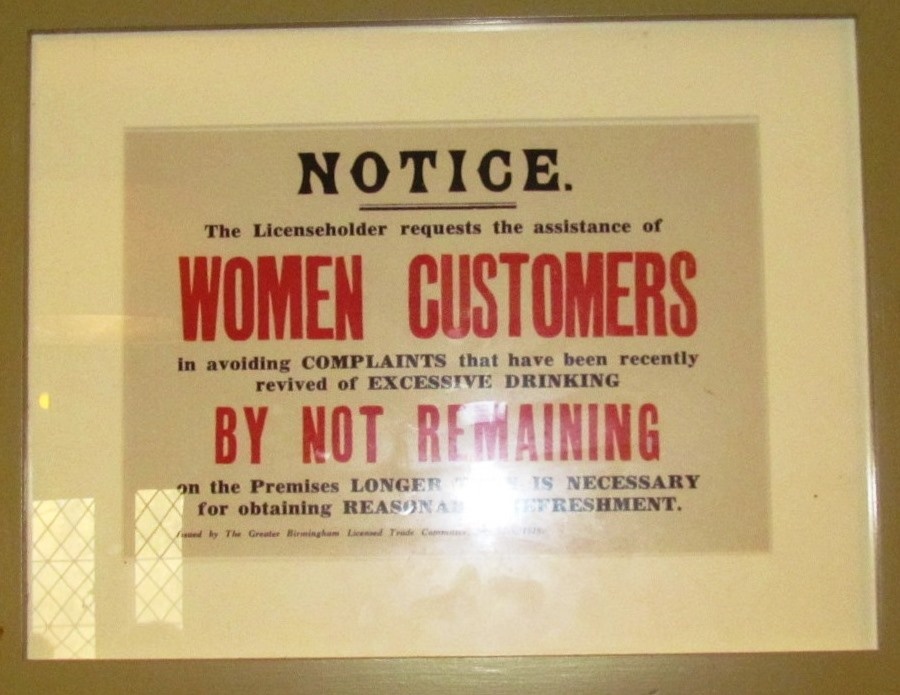 NOTICE.
The Licenseholder requests the assistance of
WOMEN CUSTOMERS
in avoiding COMPLAINTS that have been recently
revived of EXCESSIVE DRINKING
BY NOT REMAINING
on the Premises LONGER IS NECESSARY
for obtaining REFRESHMENT.
Issued by The Greater Birmingham Licensed Trade